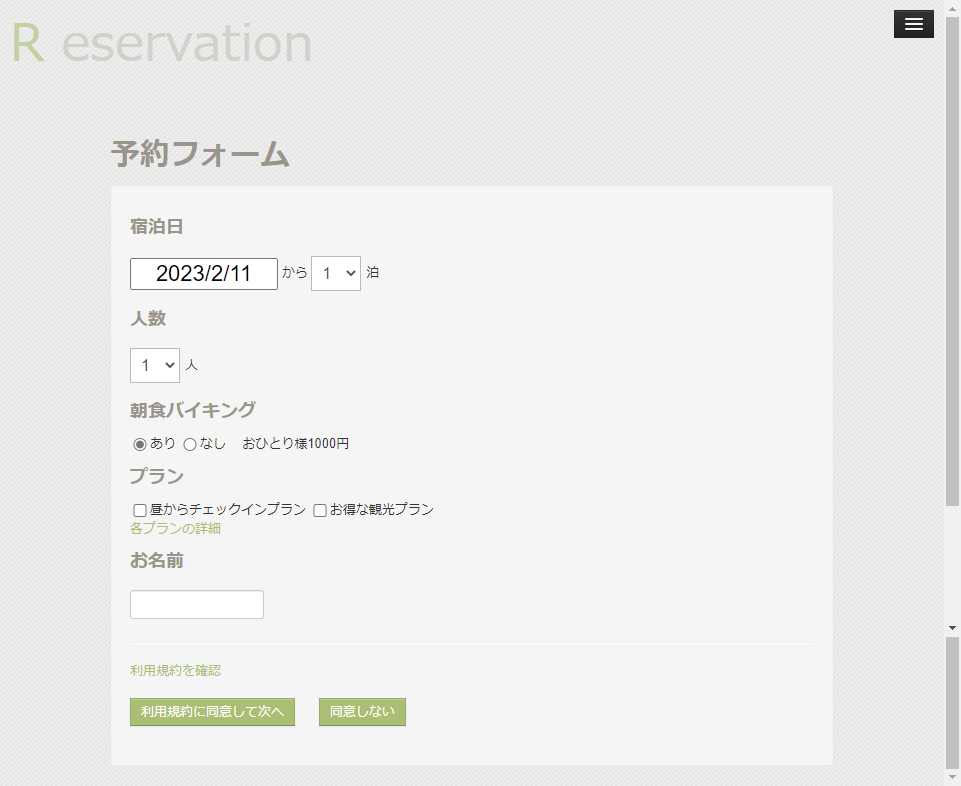 R eservation
予約フォーム
宿泊日
2023/2/11 から 1 泊
人数
1 人
朝食バイキング
あり なし おひとり様1000円
プラン
昼からチェックインプラン お得な観光プラン
各プランの詳細
お名前
利用規約を確認
利用規約に同意して次へ 同意しない